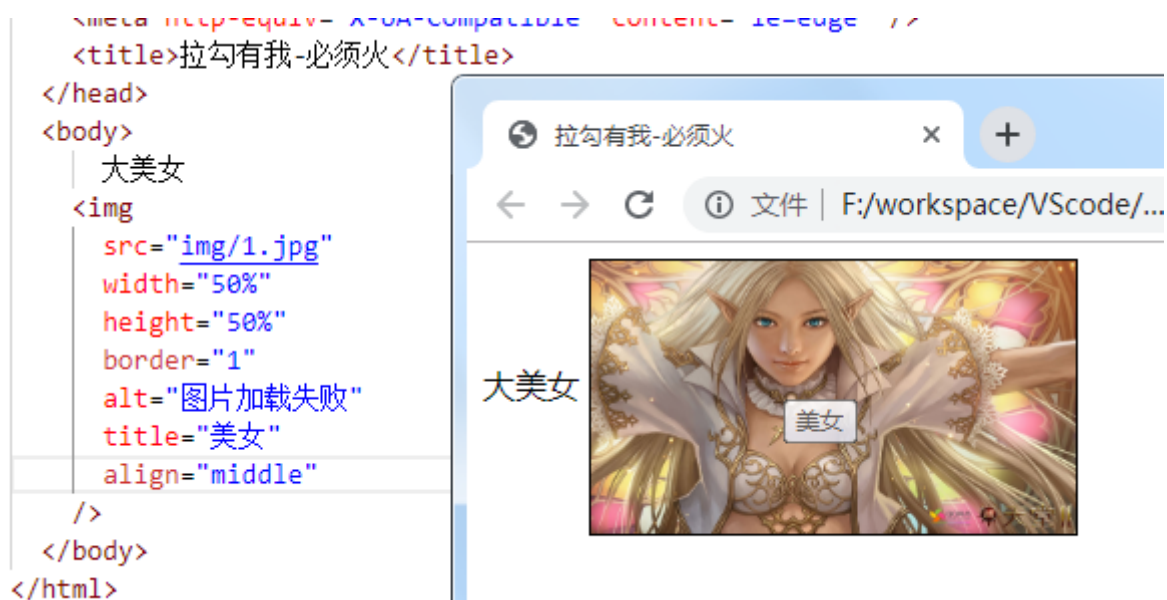 <meta http-equiv="X-UA-Compatible" content="ie=edge" />
<title>拉勾有我-必须火</title>
</head>
<body>
大美女
<img
src="img/1.jpg"
width="50%"
height="50%"
border="1"
alt="图片加载失败"
title="美女"
align="middle"
/>
</body>
</html>
拉勾有我-必须火
文件 | F:/workspace/VScode/...
大美女
美女